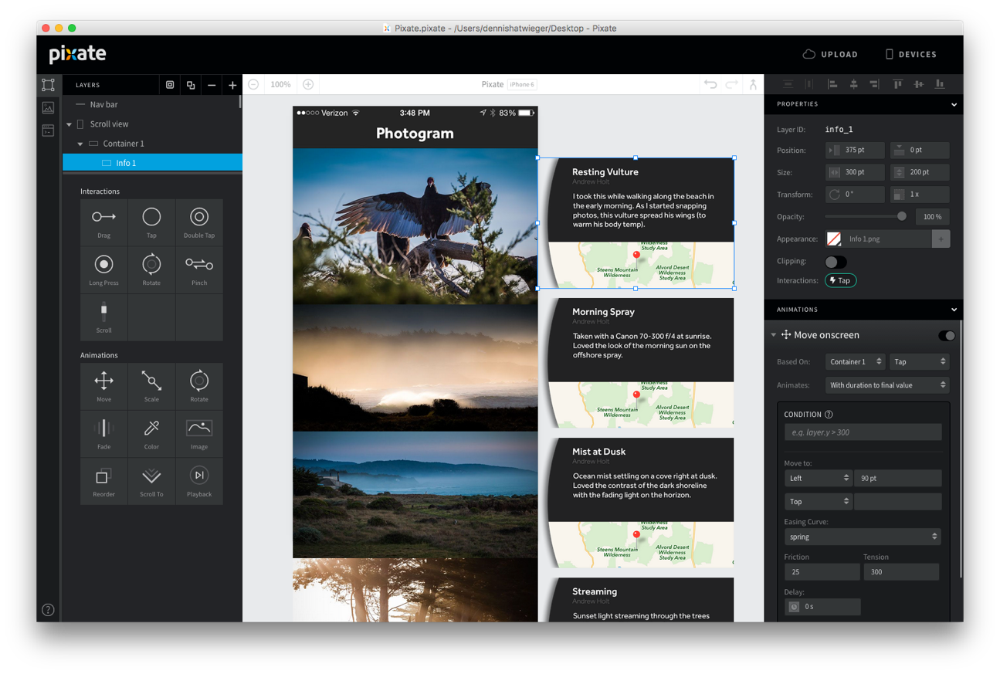 Pixate.pixate - /Users/dennishatwieger/Desktop - Pixate
pixate
UPLOAD
DEVICES
LAYERS
100%
Pixate
iPhone 6
Nav bar
Scroll view
Container 1
Info 1
Interactions
Drag
Tap
Double Tap
Long Press
Rotate
Pinch
Scroll
Animations
Move
Scale
Rotate
Fade
Color
Image
Reorder
Scroll To
Playback
Verizon
3:48 PM
83%
Photogram
Resting Vulture
Andrew Holt
I took this while walking along the beach in
the early morning. As I started snapping
photos, this vulture spread his wings (to
warm his body temp).
Wilderness
Study Area
Steens Mountain
Wilderness
Alvord Desert
Wilderness
Study Area
Morning Spray
Andrew Holt
Taken with a Canon 70-300 f/4 at sunrise.
Loved the look of the morning sun on the
offshore spray.
Wilderness
Study Area
Steens Mountain
Wilderness
Alvord Desert
Wilderness
Study Area
Mist at Dusk
Andrew Holt
Ocean mist settling on a cove right at dusk.
Loved the contrast of the dark shoreline
with the fading light on the horizon.
Wilderness
Study Area
Steens Mountain
Wilderness
Alvord Desert
Wilderness
Study Area
Streaming
Andrew Holt
Sunset light streaming through the trees
PROPERTIES
Layer ID: info_1
Position: 375 pt 0 pt
Size: 300 pt 200 pt
Transform: 0° 1 x
Opacity: 100 %
Appearance: Info 1.png +
Clipping:
Interactions: Tap
ANIMATIONS
Move onscreen
Based On: Container 1 Tap
Animates: With duration to final value
CONDITION ?
e.g. layer.y > 300
Move to:
Left 90 pt
Top
Easing Curve:
spring
Friction Tension
25 300
Delay:
0 s